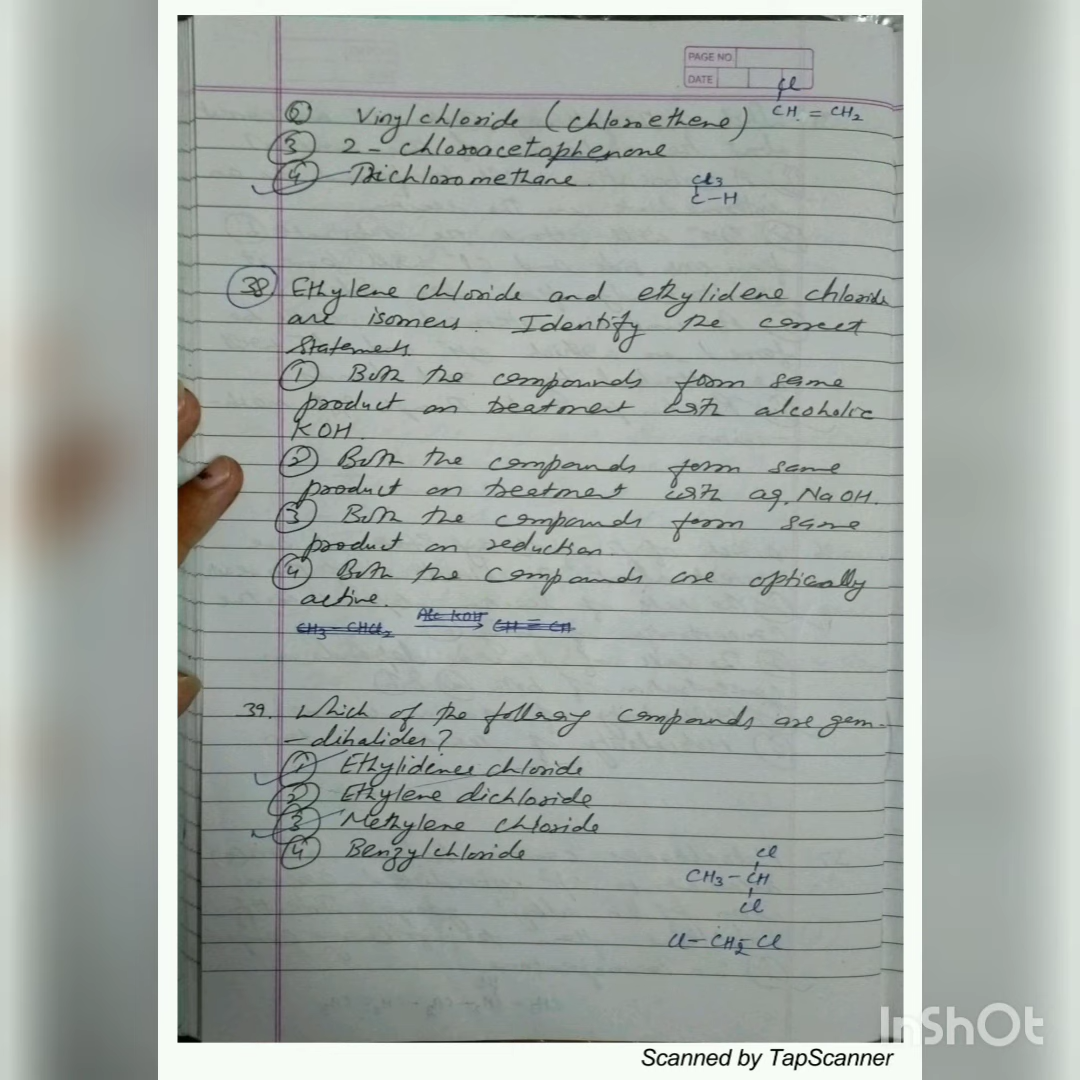 PAGE NO
DATE
Cl
② Vinylchloride (chloroethene) CH = CH2
③ 2 - chloroacetophenone
④ Trichloromethane. Cl3
C-H
38 Ethylene chloride and ethylidene chloride
are isomers. Identify the correct
statements.
① Both the compounds form same
product on treatment with alcoholic
KOH.
② Both the compounds form same
product on treatment with aq. NaOH.
③ Both the compounds form same
product on reduction.
④ Both the compounds are optically
active.
CH3 - CHCl2 Alc KOH → CH ≡ CH
39. Which of the following compounds are gem-
- dihalides?
① Ethylidene chloride
② Ethylene dichloride
③ Methylene chloride
④ Benzylchloride
Cl
CH3 - CH
Cl
Cl - CH2 - Cl
InShOt
Scanned by TapScanner